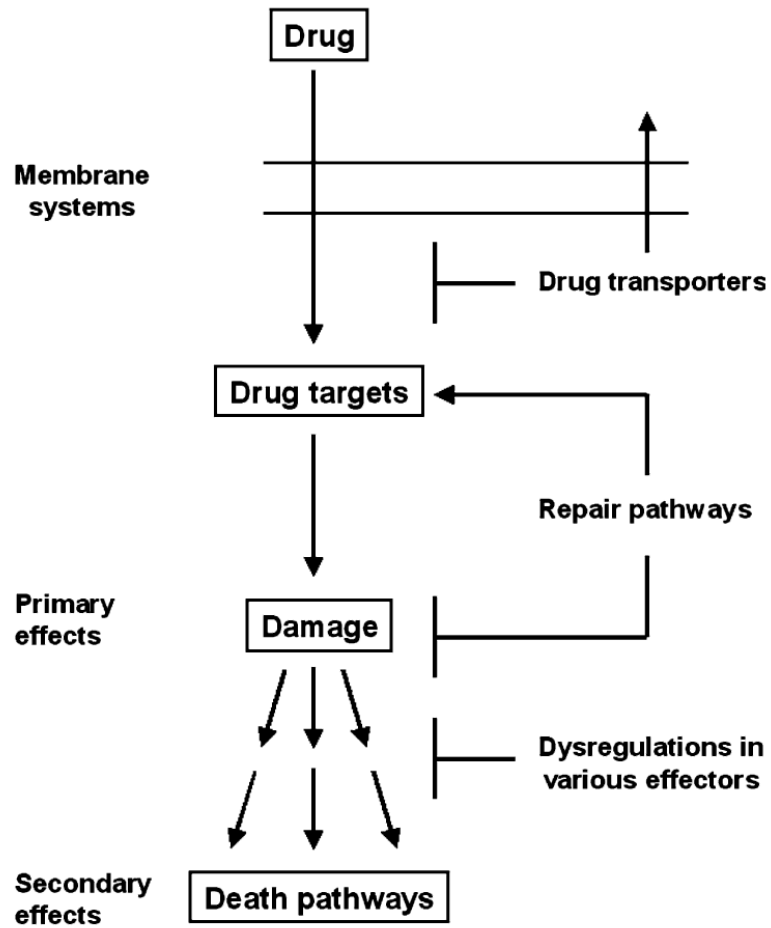 Drug
Membrane
systems
Drug transporters
Drug targets
Repair pathways
Primary
effects
Damage
Dysregulations in
various effectors
Secondary
effects
Death pathways